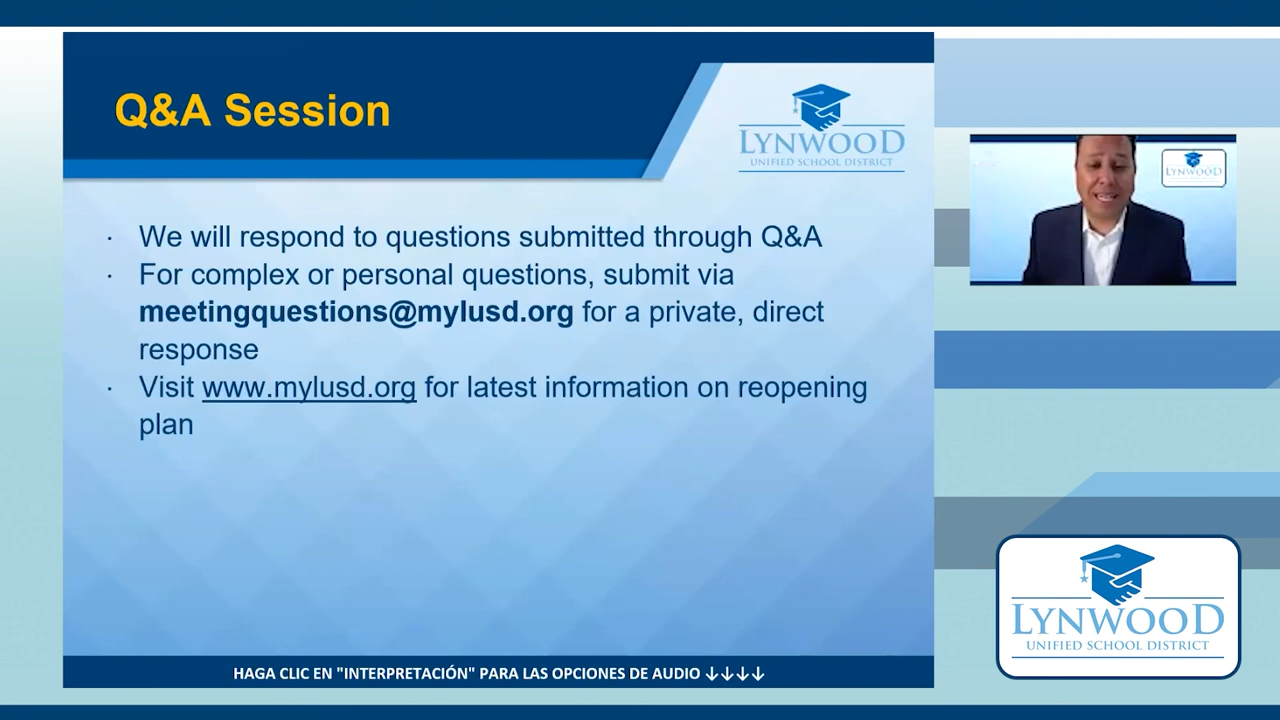 Q&A Session
LYNWOOD
UNIFIED SCHOOL DISTRICT
· We will respond to questions submitted through Q&A
· For complex or personal questions, submit via
meetingquestions@mylusd.org for a private, direct
response
· Visit www.mylusd.org for latest information on reopening
plan
HAGA CLIC EN "INTERPRETACIÓN" PARA LAS OPCIONES DE AUDIO ↓↓↓↓
LYNWOOD
LYNWOOD
UNIFIED SCHOOL DISTRICT